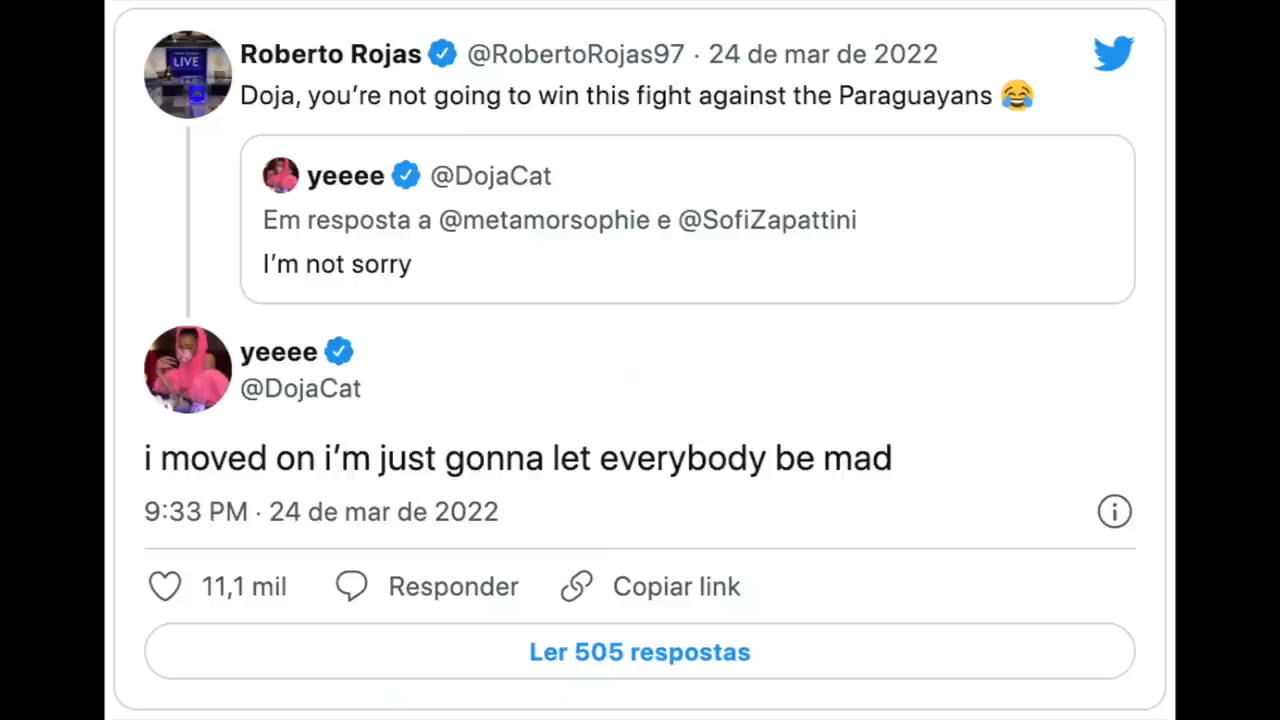 LIVE
Roberto Rojas @RobertoRojas97 · 24 de mar de 2022
Doja, you’re not going to win this fight against the Paraguayans 😂
yeeee @DojaCat
Em resposta a @metamorsophie e @SofiZapattini
I’m not sorry
yeeee
@DojaCat
i moved on i’m just gonna let everybody be mad
9:33 PM · 24 de mar de 2022
11,1 mil Responder Copiar link
Ler 505 respostas